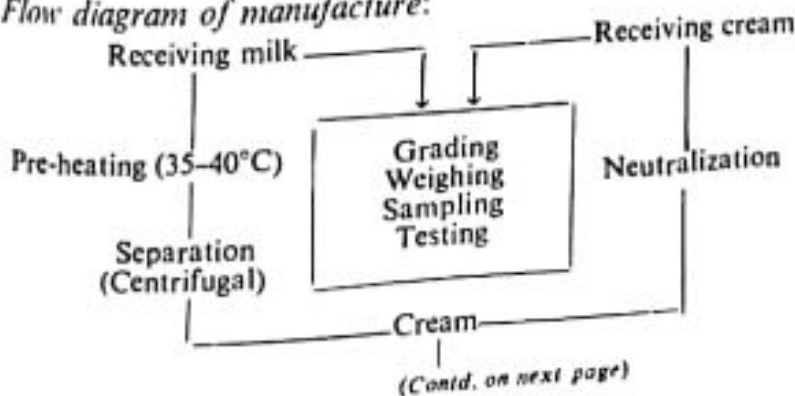 Flow diagram of manufacture:
Receiving milk
Receiving cream
Pre-heating (35–40°C)
Grading
Weighing
Sampling
Testing
Neutralization
Separation
(Centrifugal)
Cream
(Contd. on next page)